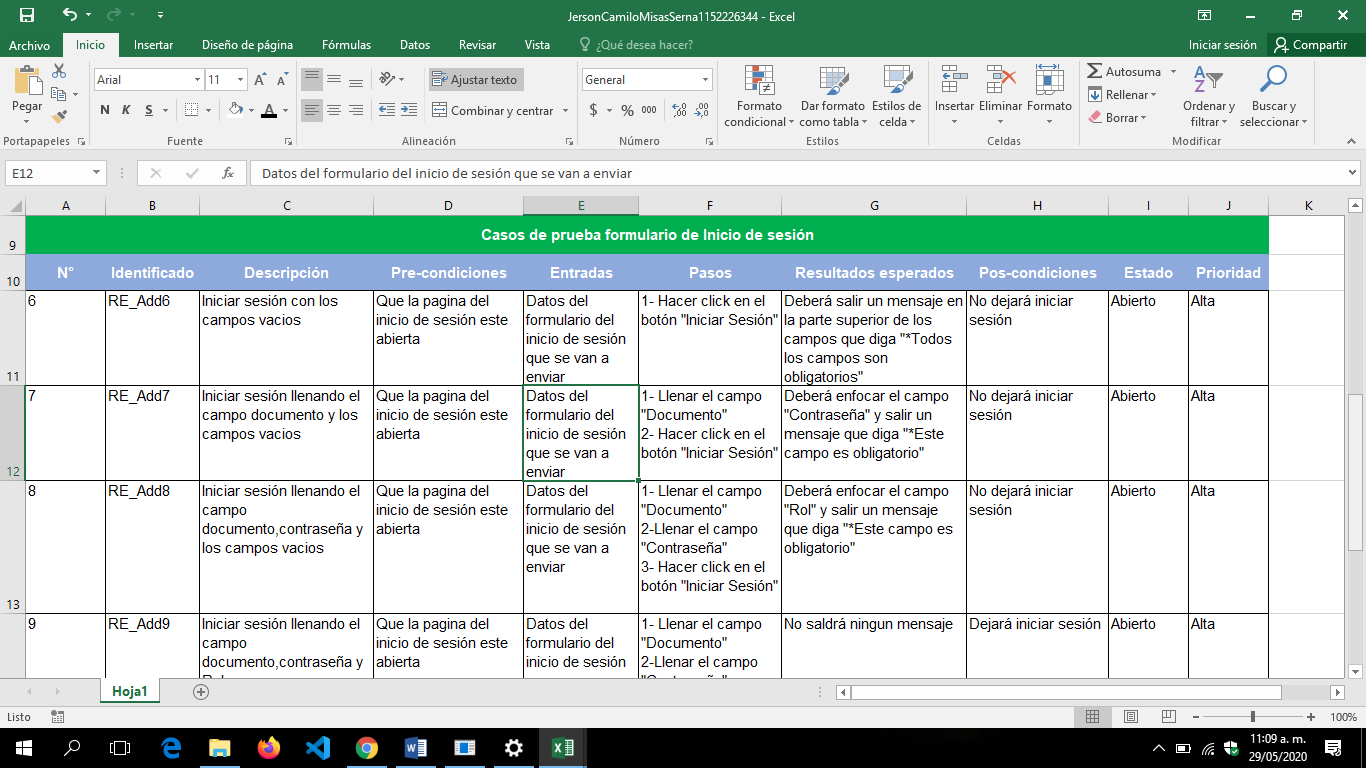 JersonCamiloMisasSerna1152226344 - Excel
Archivo Inicio Insertar Diseño de página Fórmulas Datos Revisar Vista ¿Qué desea hacer? Iniciar sesión Compartir
Pegar
Arial 11
N K S
Ajustar texto
Combinar y centrar
General
$ % 000
Formato condicional
Dar formato como tabla
Estilos de celda
Insertar Eliminar Formato
Autosuma
Rellenar
Borrar
Ordenar y filtrar
Buscar y seleccionar
Portapapeles Fuente Alineación Número Estilos Celdas Modificar
E12 fx Datos del formulario del inicio de sesión que se van a enviar
A B C D E F G H I J K
9
Casos de prueba formulario de Inicio de sesión
10
N° Identificado Descripción Pre-condiciones Entradas Pasos Resultados esperados Pos-condiciones Estado Prioridad
11
6
RE_Add6
Iniciar sesión con los
campos vacios
Que la pagina del
inicio de sesión este
abierta
Datos del
formulario del
inicio de sesión
que se van a
enviar
1- Hacer click en el
botón "Iniciar Sesión"
Deberá salir un mensaje en
la parte superior de los
campos que diga "*Todos
los campos son
obligatorios"
No dejará iniciar
sesión
Abierto
Alta
12
7
RE_Add7
Iniciar sesión llenando el
campo documento y los
campos vacios
Que la pagina del
inicio de sesión este
abierta
Datos del
formulario del
inicio de sesión
que se van a
enviar
1- Llenar el campo
"Documento"
2- Hacer click en el
botón "Iniciar Sesión"
Deberá enfocar el campo
"Contraseña" y salir un
mensaje que diga "*Este
campo es obligatorio"
No dejará iniciar
sesión
Abierto
Alta
13
8
RE_Add8
Iniciar sesión llenando el
campo
documento,contraseña y
los campos vacios
Que la pagina del
inicio de sesión este
abierta
Datos del
formulario del
inicio de sesión
que se van a
enviar
1- Llenar el campo
"Documento"
2-Llenar el campo
"Contraseña"
3- Hacer click en el
botón "Iniciar Sesión"
Deberá enfocar el campo
"Rol" y salir un mensaje
que diga "*Este campo es
obligatorio"
No dejará iniciar
sesión
Abierto
Alta
9
RE_Add9
Iniciar sesión llenando el
campo
documento,contraseña y
Que la pagina del
inicio de sesión este
abierta
Datos del
formulario del
inicio de sesión
1- Llenar el campo
"Documento"
2-Llenar el campo
No saldrá ningun mensaje
Dejará iniciar sesión
Abierto
Alta
Hoja1
Listo
100%
11:09 a. m.
29/05/2020